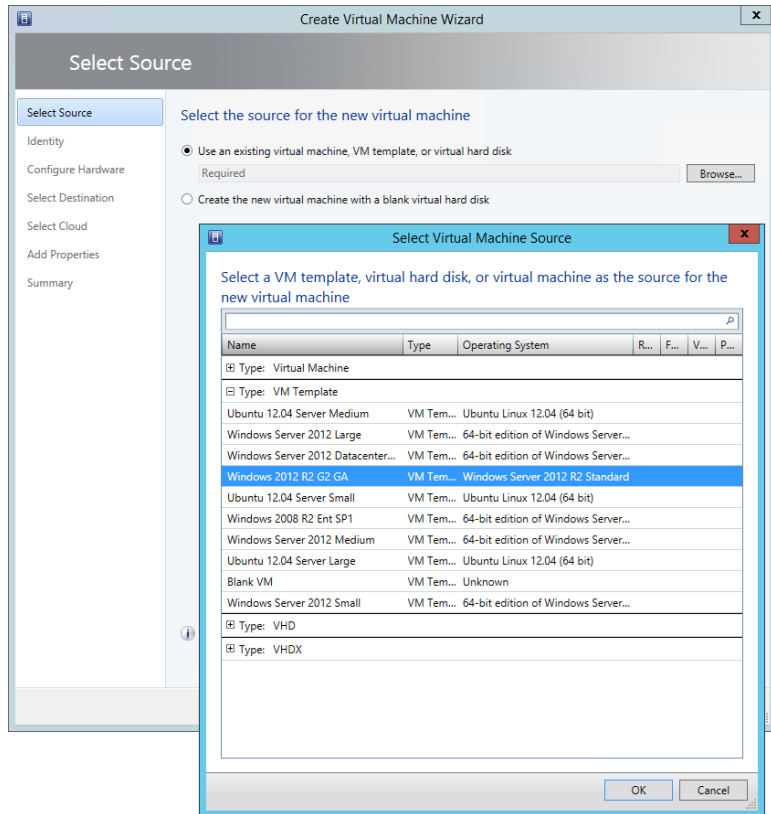 Create Virtual Machine Wizard
x
Select Source
Select Source
Identity
Configure Hardware
Select Destination
Select Cloud
Add Properties
Summary
Select the source for the new virtual machine
Use an existing virtual machine, VM template, or virtual hard disk
Required Browse...
Create the new virtual machine with a blank virtual hard disk
Select Virtual Machine Source
x
Select a VM template, virtual hard disk, or virtual machine as the source for the
new virtual machine
Name Type Operating System R... F... V... P...
Type: Virtual Machine
Type: VM Template
Ubuntu 12.04 Server Medium VM Tem... Ubuntu Linux 12.04 (64 bit)
Windows Server 2012 Large VM Tem... 64-bit edition of Windows Server...
Windows Server 2012 Datacenter... VM Tem... 64-bit edition of Windows Server...
Windows 2012 R2 G2 GA VM Tem... Windows Server 2012 R2 Standard
Ubuntu 12.04 Server Small VM Tem... Ubuntu Linux 12.04 (64 bit)
Windows 2008 R2 Ent SP1 VM Tem... 64-bit edition of Windows Server...
Windows Server 2012 Medium VM Tem... 64-bit edition of Windows Server...
Ubuntu 12.04 Server Large VM Tem... Ubuntu Linux 12.04 (64 bit)
Blank VM VM Tem... Unknown
Windows Server 2012 Small VM Tem... 64-bit edition of Windows Server...
Type: VHD
Type: VHDX
OK Cancel